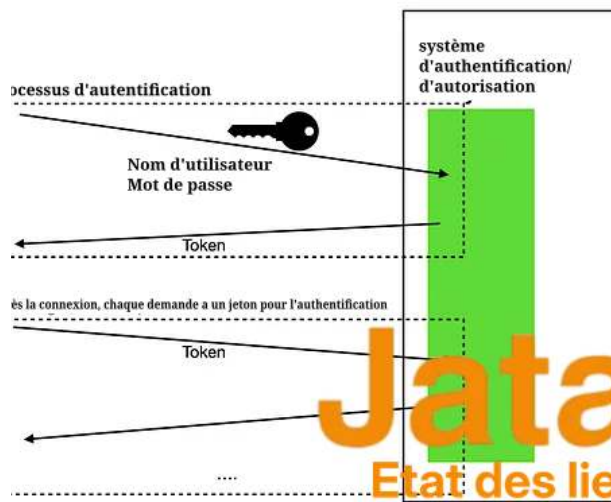 système
d'authentification/
d'autorisation
ocessus d'autentification
Nom d'utilisateur
Mot de passe
Token
ès la connexion, chaque demande a un jeton pour l'authentification
Token
Jata
Etat des lie
....